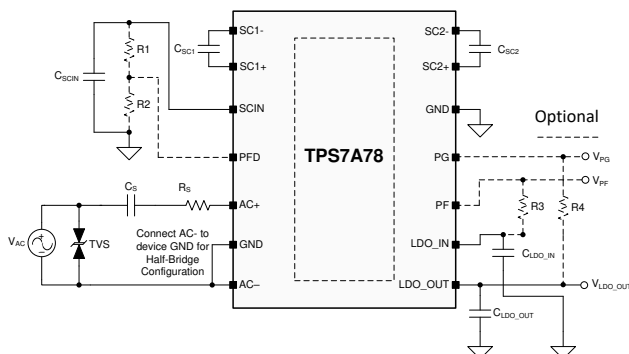 SC1-
SC2-
R1
CSC1
CSC2
SC1+
SC2+
CSCIN
R2
SCIN
GND
Optional
TPS7A78
PFD
PG
VPG
CS
RS
VPF
AC+
PF
R3
R4
VAC
TVS
Connect AC- to
device GND for
Half-Bridge
Configuration
GND
LDO_IN
CLDO_IN
AC–
LDO_OUT
VLDO_OUT
CLDO_OUT